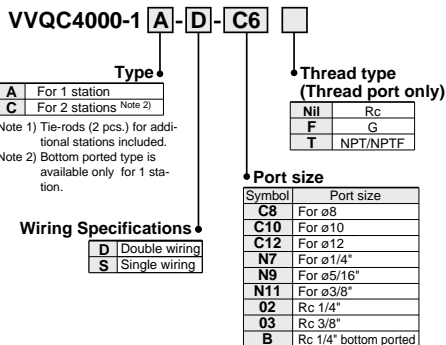 VVQC4000-1 A - D - C6
Type
A For 1 station
C For 2 stations Note 2)
Note 1) Tie-rods (2 pcs.) for addi-
tional stations included.
Note 2) Bottom ported type is
available only for 1 sta-
tion.
Wiring Specifications
D Double wiring
S Single wiring
Thread type
(Thread port only)
Nil Rc
F G
T NPT/NPTF
Port size
Symbol Port size
C8 For ø8
C10 For ø10
C12 For ø12
N7 For ø1/4"
N9 For ø5/16"
N11 For ø3/8"
02 Rc 1/4"
03 Rc 3/8"
B Rc 1/4" bottom ported